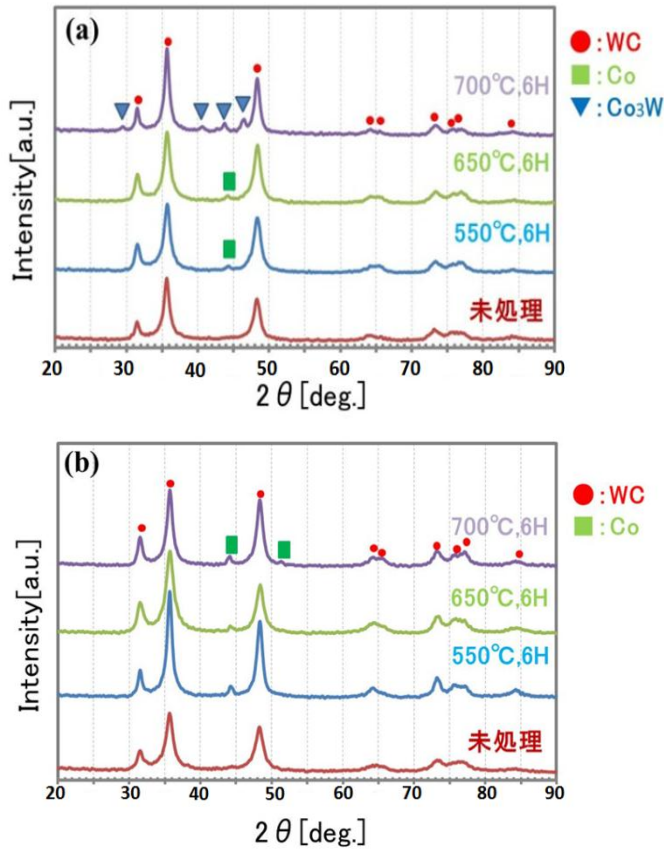 (a)
●:WC
■:Co
▼:Co₃W
700℃,6H
650℃,6H
550℃,6H
未処理
Intensity[a.u.]
20 30 40 50 60 70 80 90
2θ[deg.]
(b)
●:WC
■:Co
700℃,6H
650℃,6H
550℃,6H
未処理
Intensity[a.u.]
20 30 40 50 60 70 80 90
2θ[deg.]